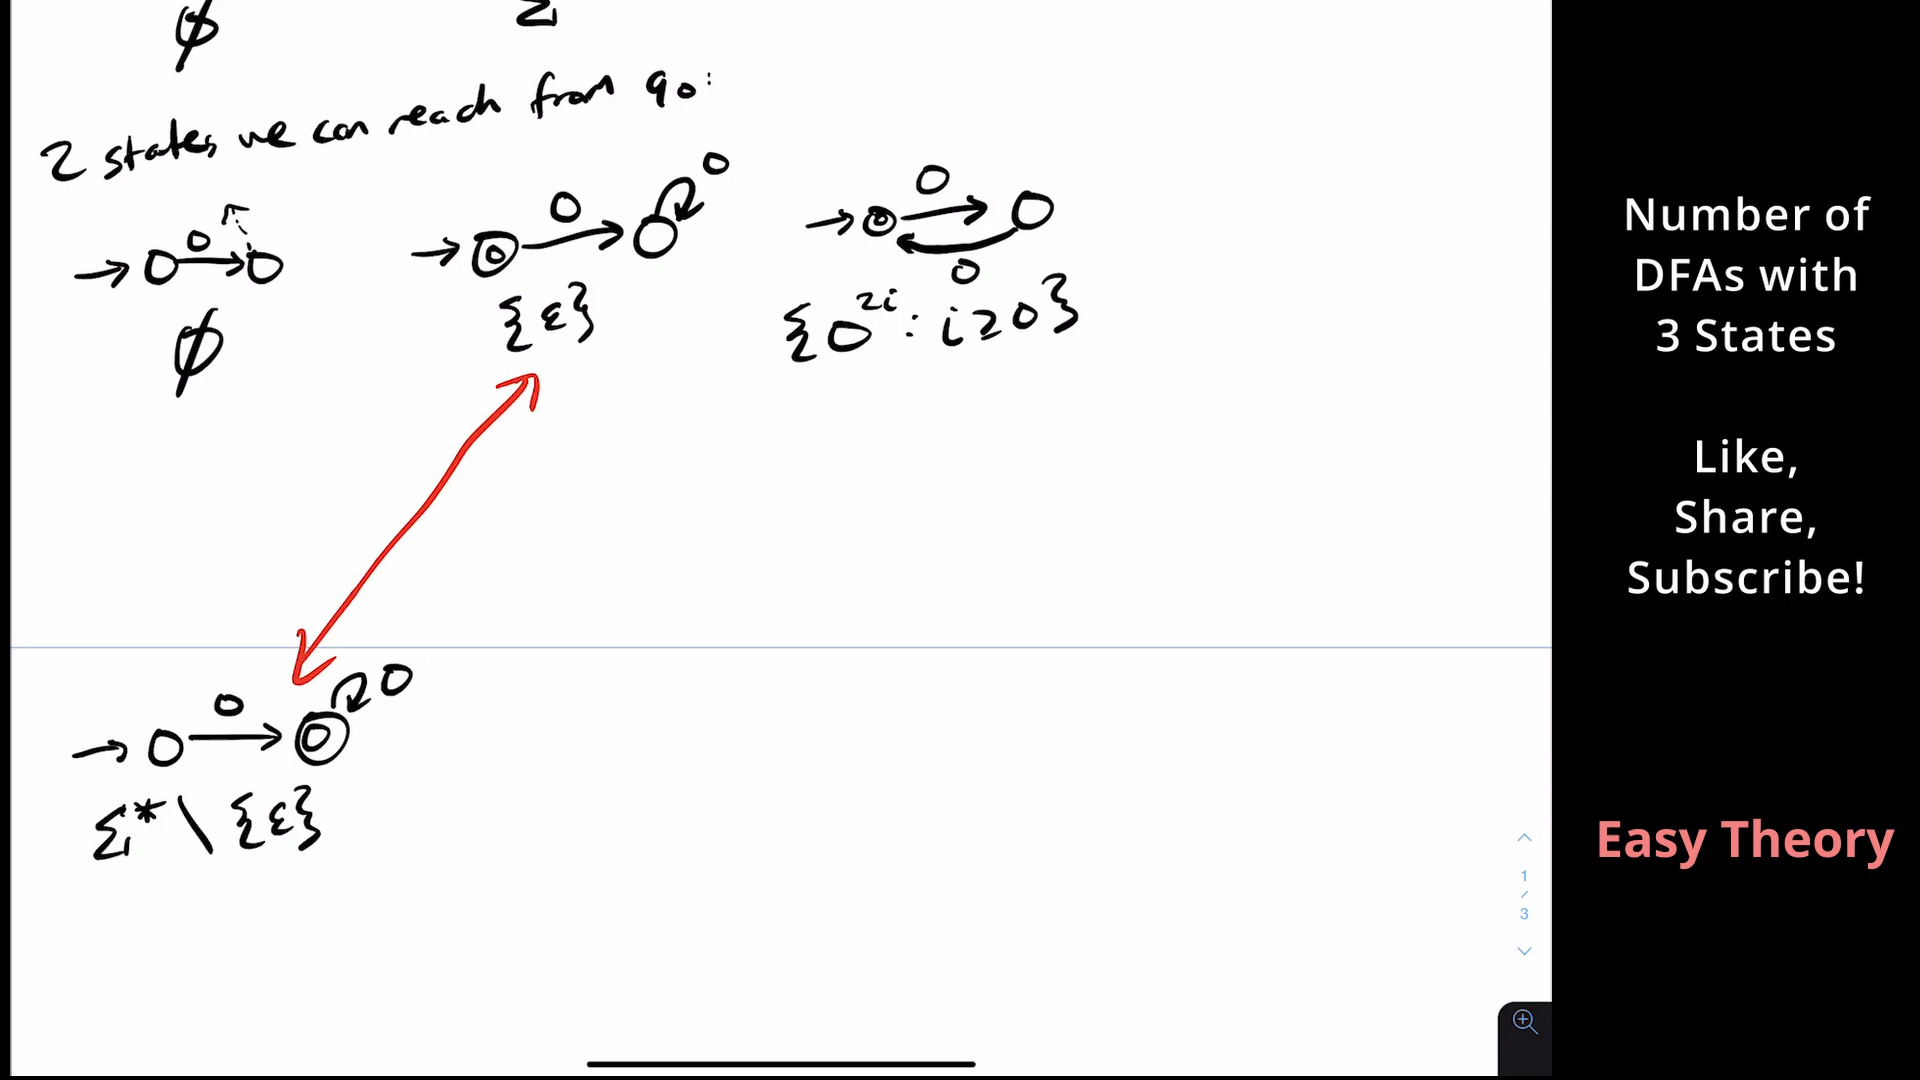 ∅ Σ
2 states we can reach from q0:
0 0 0 0 0
∅ {ε} {0^2i : i ≥ 0}
0 0
Σ* \ {ε}
Number of
DFAs with
3 States
Like,
Share,
Subscribe!
Easy Theory
1
/
3